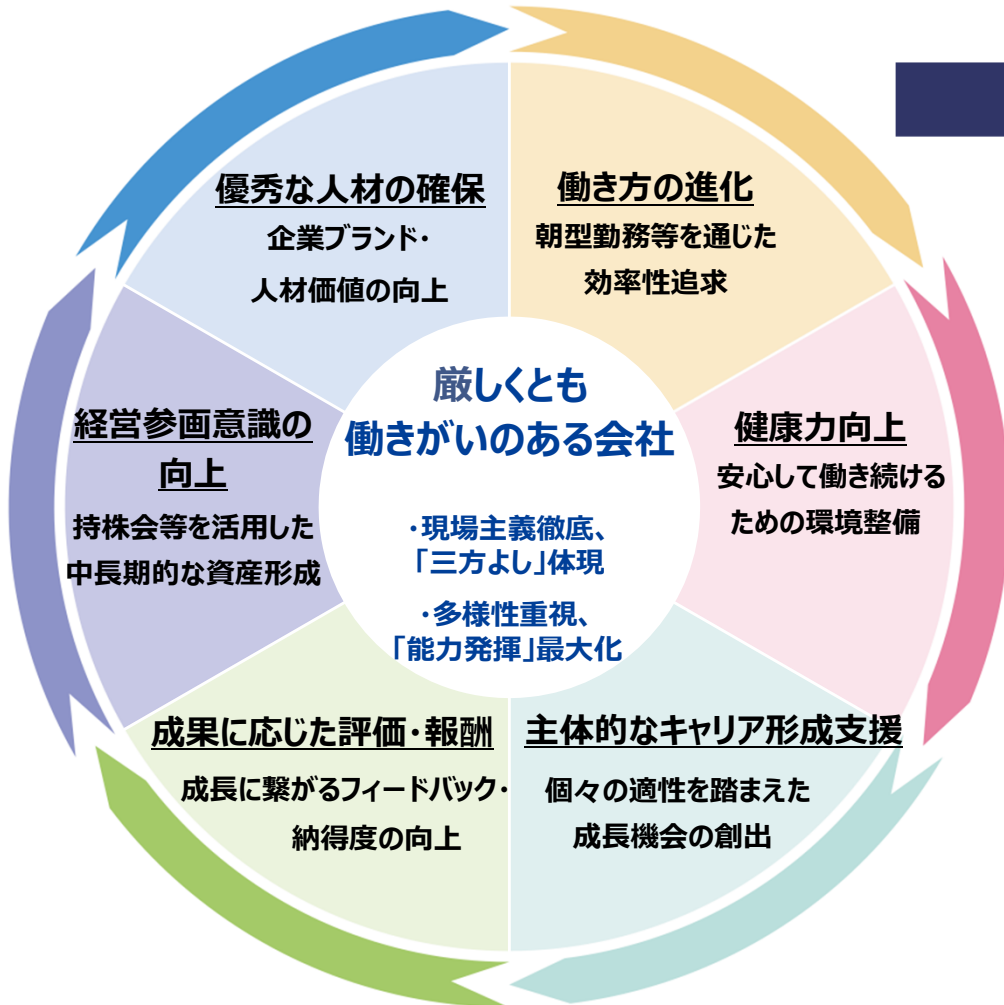 優秀な人材の確保
企業ブランド・
人材価値の向上
働き方の進化
朝型勤務等を通じた
効率性追求
健康力向上
安心して働き続ける
ための環境整備
主体的なキャリア形成支援
個々の適性を踏まえた
成長機会の創出
成果に応じた評価・報酬
成長に繋がるフィードバック・
納得度の向上
経営参画意識の
向上
持株会等を活用した
中長期的な資産形成
厳しくとも
働きがいのある会社
・現場主義徹底、
「三方よし」体現
・多様性重視、
「能力発揮」最大化